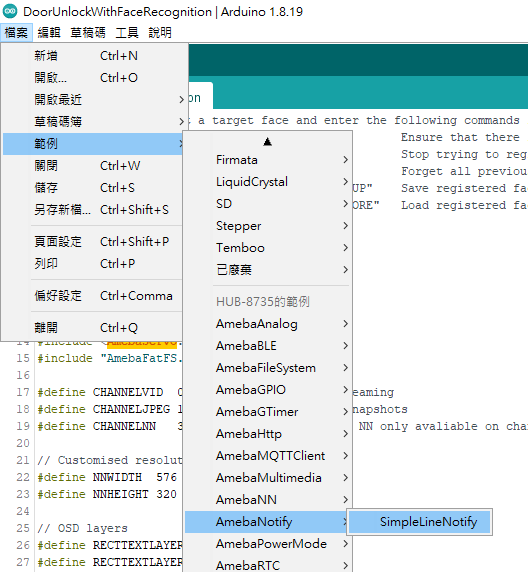 DoorUnlockWithFaceRecognition | Arduino 1.8.19
檔案 編輯 草稿碼 工具 說明
新增 Ctrl+N
開啟... Ctrl+O
開啟最近
草稿碼簿
範例
關閉 Ctrl+W
儲存 Ctrl+S
另存新檔... Ctrl+Shift+S
頁面設定 Ctrl+Shift+P
列印 Ctrl+P
偏好設定 Ctrl+Comma
離開 Ctrl+Q
Firmata
LiquidCrystal
SD
Stepper
Temboo
已廢棄
HUB-8735的範例
AmebaAnalog
AmebaBLE
AmebaFileSystem
AmebaGPIO
AmebaGTimer
AmebaHttp
AmebaMQTTClient
AmebaMultimedia
AmebaNN
AmebaNotify
AmebaPowerMode
AmebaRTC
SimpleLineNotify
on
t a target face and enter the following commands
Ensure that there
Stop trying to reg
Forget all previou
UP" Save registered fa
ORE" Load registered fa
14 #include <AmebaServo.
15 #include "AmebaFatFS.
16
17 #define CHANNELVID 0 eaming
18 #define CHANNELJPEG 1 apshots
19 #define CHANNELNN 3 NN only avaliable on chan
20
21 // Customised resolut
22 #define NNWIDTH 576
23 #define NNHEIGHT 320
24
25 // OSD layers
26 #define RECTTEXTLAYER
27 #define RECTTEXTLAYER